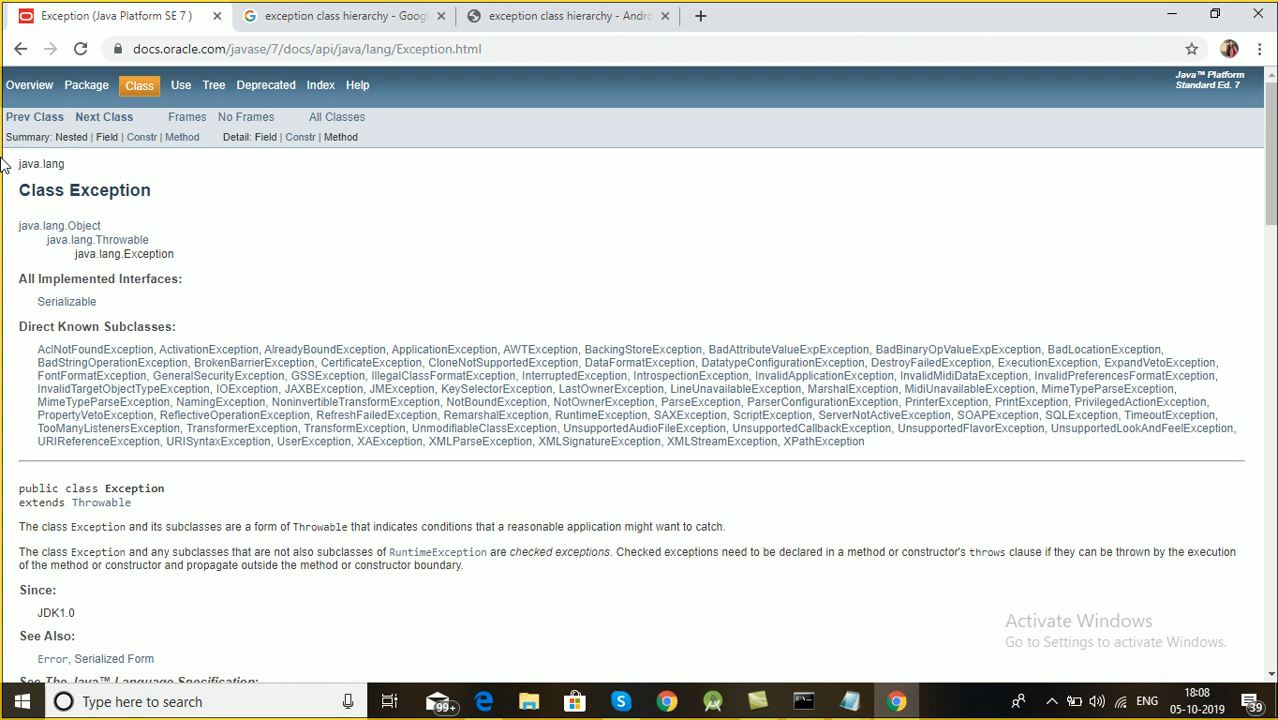 Exception (Java Platform SE 7 )
exception class hierarchy - Goog
exception class hierarchy - Andro
docs.oracle.com/javase/7/docs/api/java/lang/Exception.html
Overview Package Class Use Tree Deprecated Index Help
Java™ Platform
Standard Ed. 7
Prev Class Next Class Frames No Frames All Classes
Summary: Nested | Field | Constr | Method Detail: Field | Constr | Method
java.lang
Class Exception
java.lang.Object
java.lang.Throwable
java.lang.Exception
All Implemented Interfaces:
Serializable
Direct Known Subclasses:
AclNotFoundException, ActivationException, AlreadyBoundException, ApplicationException, AWTException, BackingStoreException, BadAttributeValueExpException, BadBinaryOpValueExpException, BadLocationException,
BadStringOperationException, BrokenBarrierException, CertificateException, CloneNotSupportedException, DataFormatException, DatatypeConfigurationException, DestroyFailedException, ExecutionException, ExpandVetoException,
FontFormatException, GeneralSecurityException, GSSException, IllegalClassFormatException, InterruptedException, IntrospectionException, InvalidApplicationException, InvalidMidiDataException, InvalidPreferencesFormatException,
InvalidTargetObjectTypeException, IOException, JAXBException, JMException, KeySelectorException, LastOwnerException, LineUnavailableException, MarshalException, MidiUnavailableException, MimeTypeParseException,
MimeTypeParseException, NamingException, NoninvertibleTransformException, NotBoundException, NotOwnerException, ParseException, ParserConfigurationException, PrinterException, PrintException, PrivilegedActionException,
PropertyVetoException, ReflectiveOperationException, RefreshFailedException, RemarshalException, RuntimeException, SAXException, ScriptException, ServerNotActiveException, SOAPException, SQLException, TimeoutException,
TooManyListenersException, TransformerException, TransformException, UnmodifiableClassException, UnsupportedAudioFileException, UnsupportedCallbackException, UnsupportedFlavorException, UnsupportedLookAndFeelException,
URIReferenceException, URISyntaxException, UserException, XAException, XMLParseException, XMLSignatureException, XMLStreamException, XPathException
public class Exception
extends Throwable
The class Exception and its subclasses are a form of Throwable that indicates conditions that a reasonable application might want to catch.
The class Exception and any subclasses that are not also subclasses of RuntimeException are checked exceptions. Checked exceptions need to be declared in a method or constructor's throws clause if they can be thrown by the execution
of the method or constructor and propagate outside the method or constructor boundary.
Since:
JDK1.0
See Also:
Error, Serialized Form
See The Java™ Language Specification:
Activate Windows
Go to Settings to activate Windows.
Type here to search
99+
ENG
18:08
05-10-2019
39